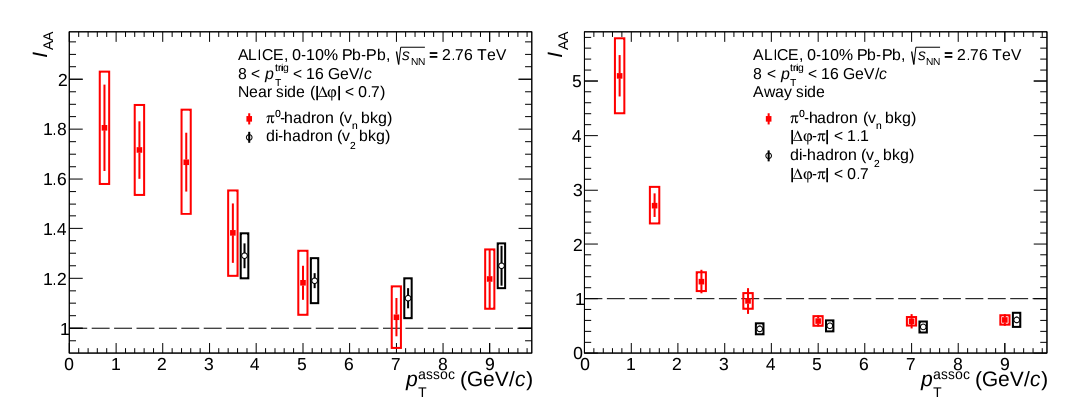 I_AA
ALICE, 0-10% Pb-Pb, √s_NN = 2.76 TeV
8 < p_T^trig < 16 GeV/c
Near side (|Δφ| < 0.7)
π⁰-hadron (v_n bkg)
di-hadron (v_2 bkg)
2
1.8
1.6
1.4
1.2
1
0 1 2 3 4 5 6 7 8 9
p_T^assoc (GeV/c)
I_AA
ALICE, 0-10% Pb-Pb, √s_NN = 2.76 TeV
8 < p_T^trig < 16 GeV/c
Away side
π⁰-hadron (v_n bkg)
|Δφ-π| < 1.1
di-hadron (v_2 bkg)
|Δφ-π| < 0.7
5
4
3
2
1
0
0 1 2 3 4 5 6 7 8 9
p_T^assoc (GeV/c)